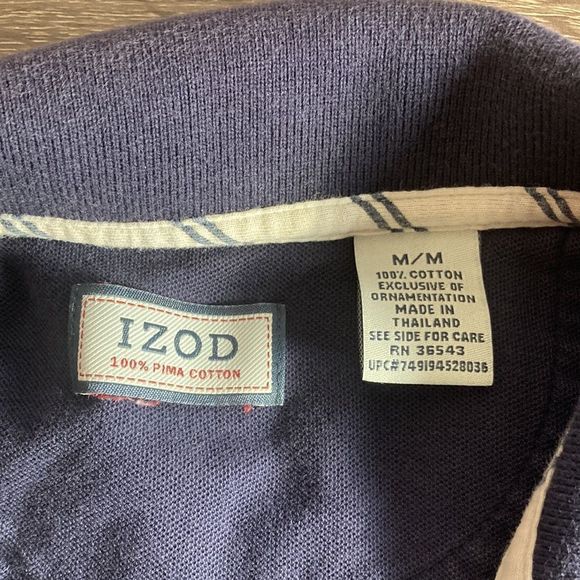 IZOD
100% PIMA COTTON
M/M
100% COTTON
EXCLUSIVE OF
ORNAMENTATION
MADE IN
THAILAND
SEE SIDE FOR CARE
RN 36543
UPC#749194528036